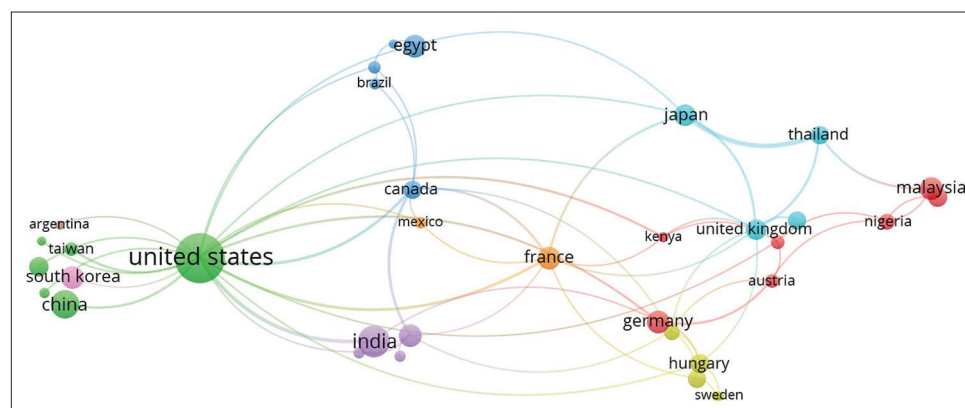 egypt
brazil
japan
thailand
canada
malaysia
mexico
argentina
nigeria
kenya
united kingdom
taiwan
united states
france
south korea
austria
china
germany
india
hungary
sweden